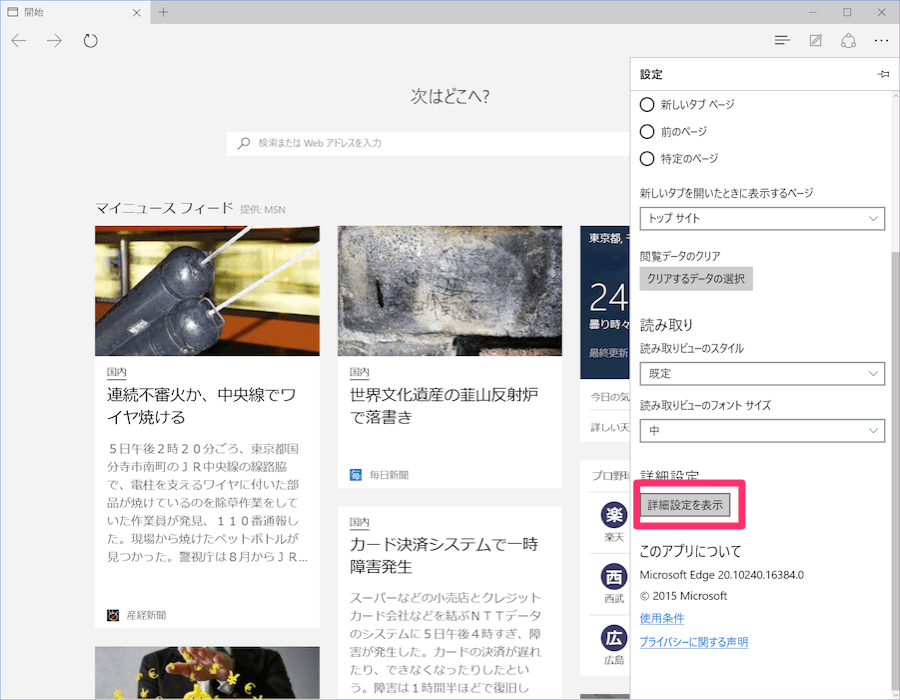 開始
次はどこへ?
検索または Web アドレスを入力
マイニュース フィード 提供: MSN
国内
連続不審火か、中央線でワ
イヤ焼ける
５日午後２時２０分ごろ、東京都国
分寺市南町のＪＲ中央線の線路脇
で、電柱を支えるワイヤに付いた部
品が焼けているのを除草作業をして
いた作業員が発見、１１０番通報し
た。現場から焼けたペットボトルが
見つかった。警視庁は８月からＪＲ...
産経新聞
国内
世界文化遺産の韮山反射炉
で落書き
毎日新聞
国内
カード決済システムで一時
障害発生
スーパーなどの小売店とクレジット
カード会社などを結ぶＮＴＴデータ
のシステムに５日午後４時すぎ、障
害が発生した。カードの決済が遅れ
たり、できなくなったりしたとい
う。障害は１時間半ほどで復旧し
東京都,
24
曇り時々
最終更新
今日の気
詳しい天
プロ野球
楽
楽天
西
西武
広
広島
設定
新しいタブ ページ
前のページ
特定のページ
新しいタブを開いたときに表示するページ
トップ サイト
閲覧データのクリア
クリアするデータの選択
読み取り
読み取りビューのスタイル
既定
読み取りビューのフォント サイズ
中
詳細設定
詳細設定を表示
このアプリについて
Microsoft Edge 20.10240.16384.0
© 2015 Microsoft
使用条件
プライバシーに関する声明